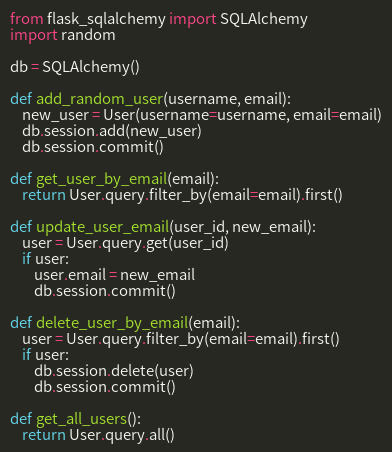 from flask_sqlalchemy import SQLAlchemy
import random

db = SQLAlchemy()

def add_random_user(username, email):
    new_user = User(username=username, email=email)
    db.session.add(new_user)
    db.session.commit()

def get_user_by_email(email):
    return User.query.filter_by(email=email).first()

def update_user_email(user_id, new_email):
    user = User.query.get(user_id)
    if user:
        user.email = new_email
        db.session.commit()

def delete_user_by_email(email):
    user = User.query.filter_by(email=email).first()
    if user:
        db.session.delete(user)
        db.session.commit()

def get_all_users():
    return User.query.all()